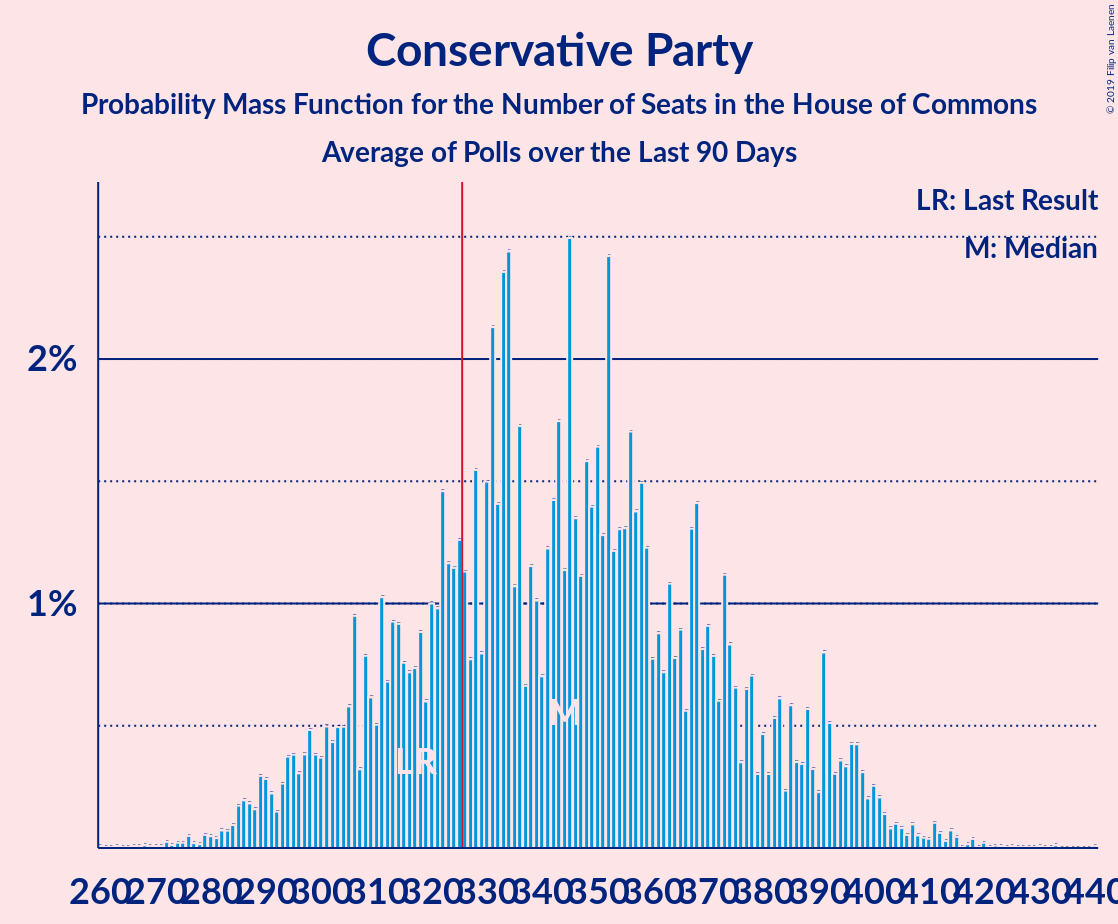 Conservative Party
Probability Mass Function for the Number of Seats in the House of Commons
Average of Polls over the Last 90 Days
© 2019 Filip van Laenen
LR: Last Result
M: Median
2%
1%
M
LR
260 270 280 290 300 310 320 330 340 350 360 370 380 390 400 410 420 430 440